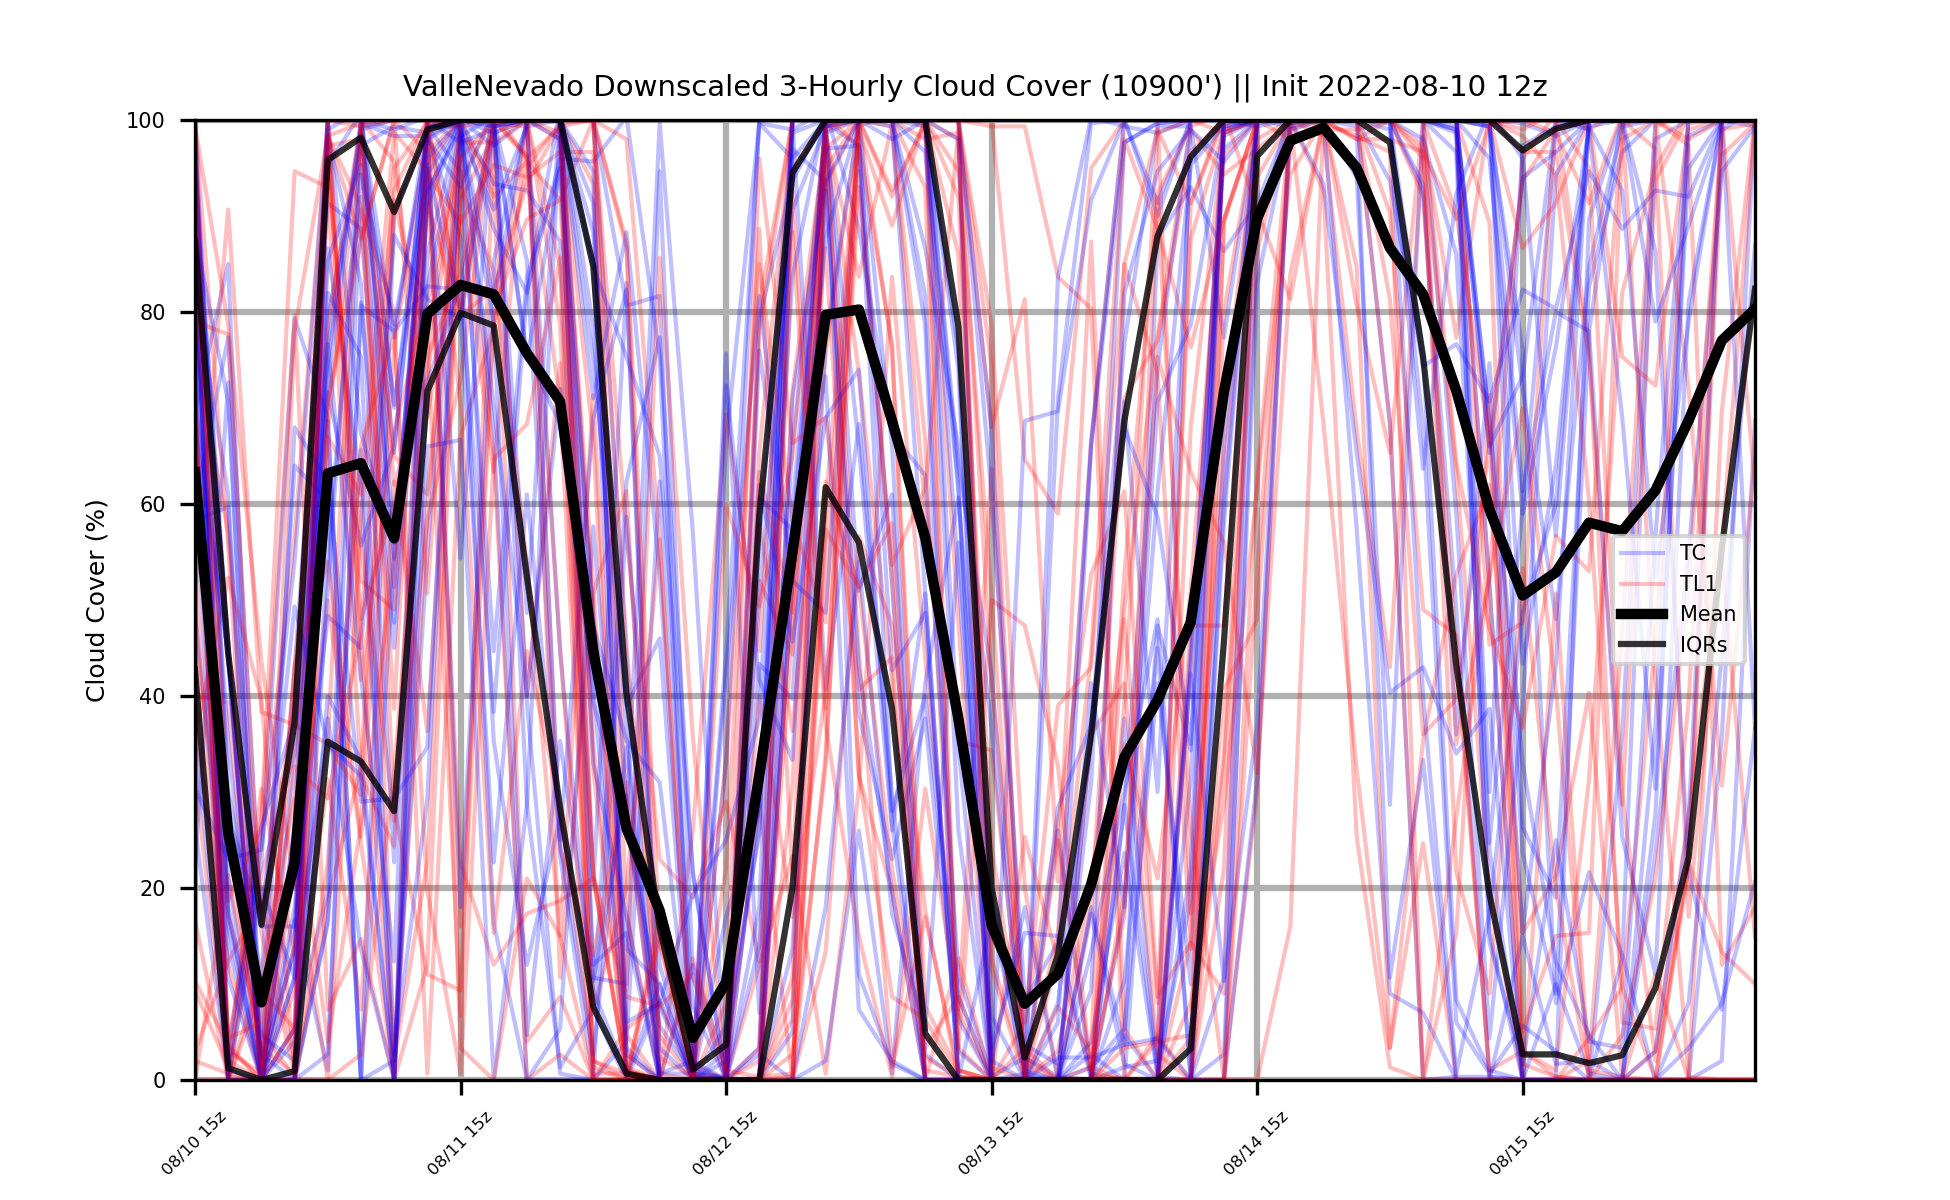 ValleNevado Downscaled 3-Hourly Cloud Cover (10900') || Init 2022-08-10 12z
Cloud Cover (%)
100
80
60
40
20
0
TC
TL1
Mean
IQRs
08/10 15z
08/11 15z
08/12 15z
08/13 15z
08/14 15z
08/15 15z